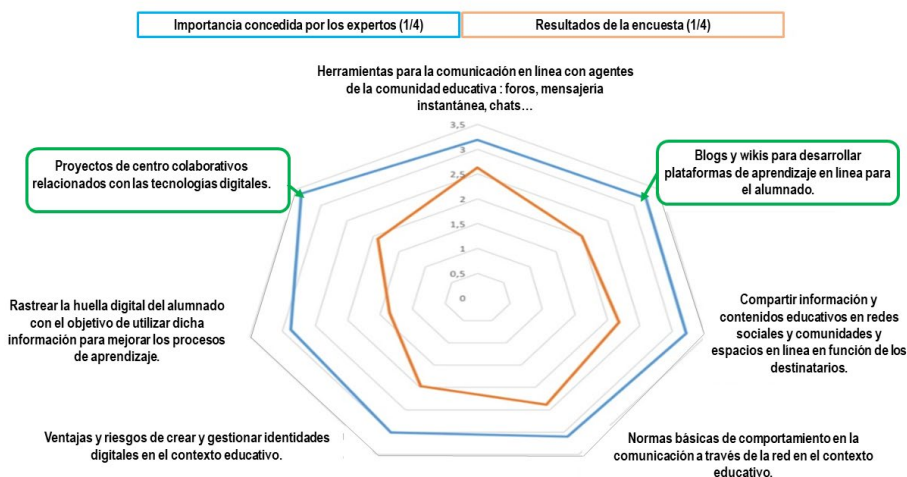 Importancia concedida por los expertos (1/4)
Resultados de la encuesta (1/4)
Herramientas para la comunicación en línea con agentes
de la comunidad educativa : foros, mensajería
instantánea, chats…
Proyectos de centro colaborativos
relacionados con las tecnologías digitales.
Blogs y wikis para desarrollar
plataformas de aprendizaje en línea para
el alumnado.
3,5
3
2,5
2
1,5
1
0,5
0
Rastrear la huella digital del alumnado
con el objetivo de utilizar dicha
información para mejorar los procesos
de aprendizaje.
Compartir información y
contenidos educativos en redes
sociales y comunidades y
espacios en línea en función de los
destinatarios.
Ventajas y riesgos de crear y gestionar identidades
digitales en el contexto educativo.
Normas básicas de comportamiento en la
comunicación a través de la red en el contexto
educativo.